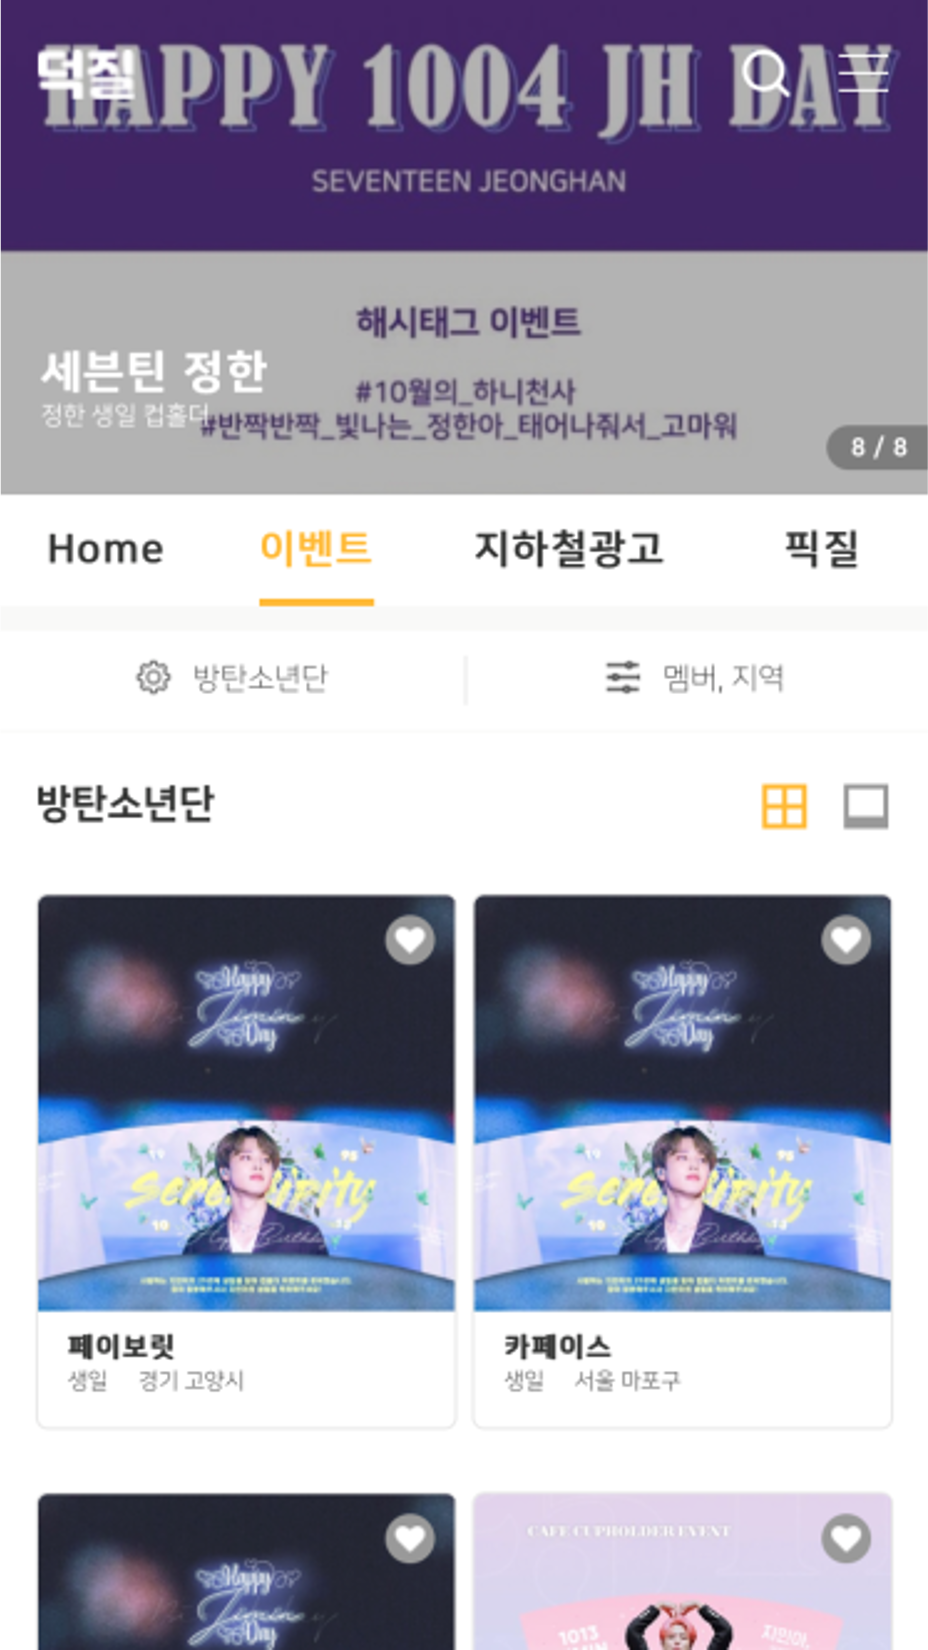 덕질
HAPPY 1004 JH DAY
SEVENTEEN JEONGHAN
해시태그 이벤트
세븐틴 정한
#10월의_하니천사
정한 생일 컵홀더
#반짝반짝_빛나는_정한아_태어나줘서_고마워
8 / 8
Home 이벤트 지하철광고 픽질
방탄소년단 멤버, 지역
방탄소년단
Happy
Jimin
Day
19 95
Serendipity
10 13
Happy Birthday
페이보릿
생일 경기 고양시
Happy
Jimin
Day
19 95
Serendipity
10 13
Happy Birthday
카페이스
생일 서울 마포구
Happy
Jimin
Day
CAFE CUPHOLDER EVENT
1013
지민아,